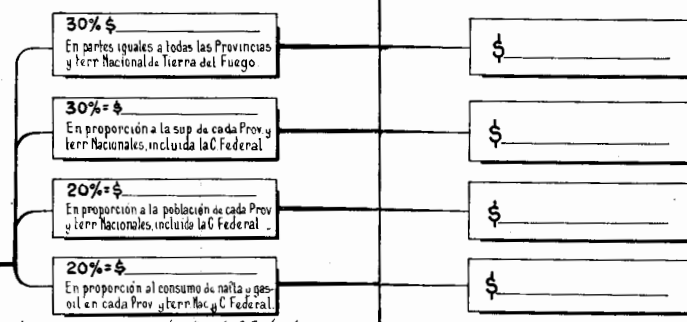 30% $
En partes iguales a todas las Provincias
y terr Nacional de Tierra del Fuego.
$
30%=$
En proporción a la sup de cada Prov. y
terr Nacionales, incluida la C Federal
$
20%=$
En proporción a la población de cada Prov
y terr Nacionales, incluida la C Federal
$
20%=$
En proporción al consumo de nafta y gas-
oil en cada Prov y terr Nac y C Federal.
$